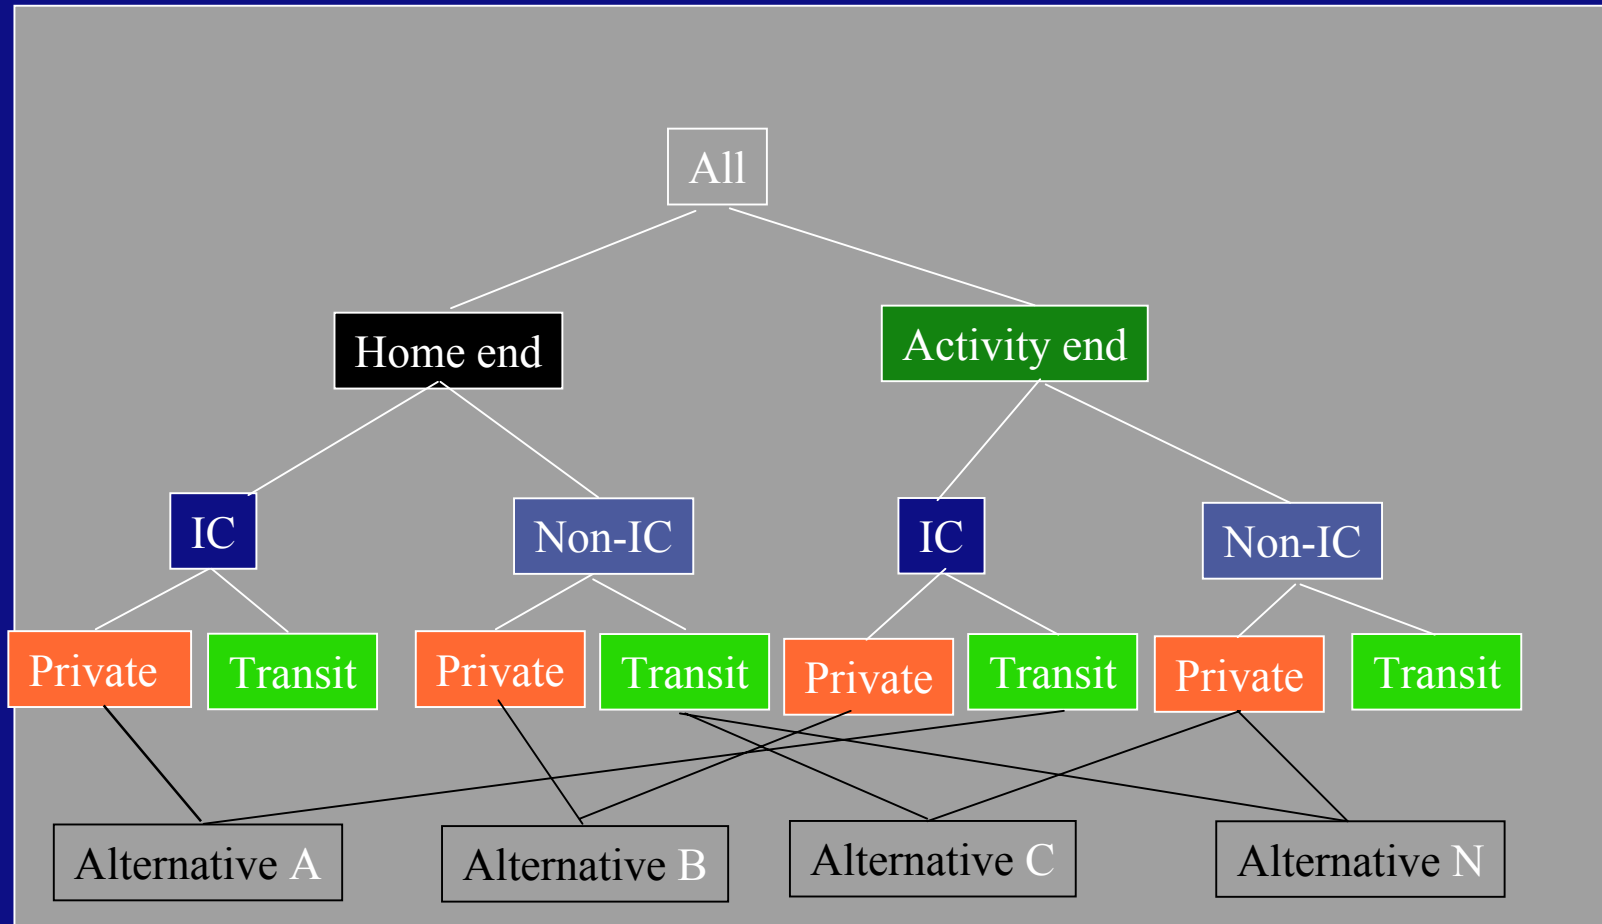 All
Home end
Activity end
IC
Non-IC
IC
Non-IC
Private
Transit
Private
Transit
Private
Transit
Private
Transit
Alternative A
Alternative B
Alternative C
Alternative N